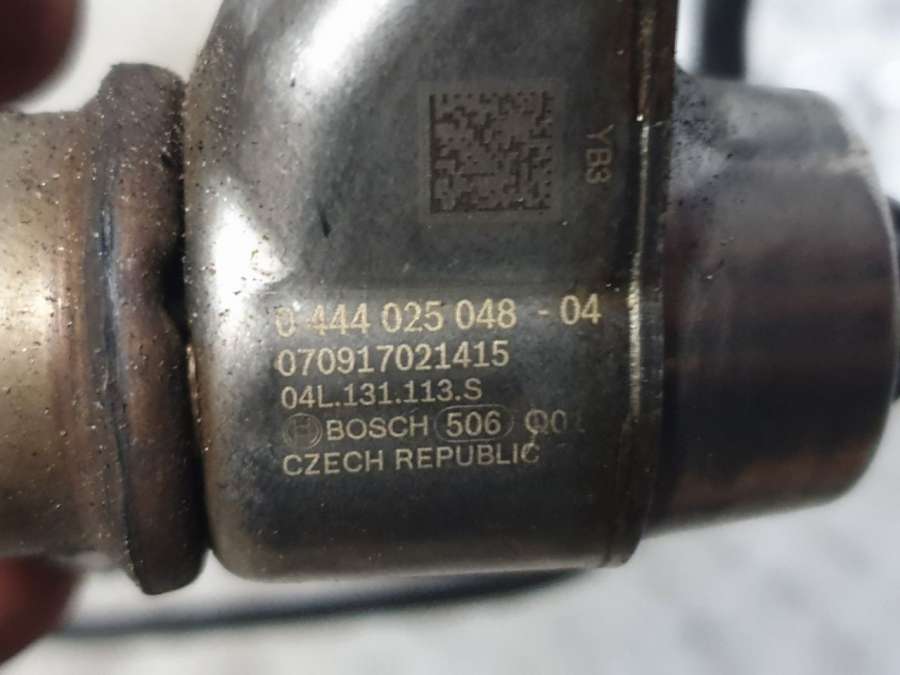 YB3
0 444 025 048 - 04
070917021415
04L.131.113.S
BOSCH 506
CZECH REPUBLIC